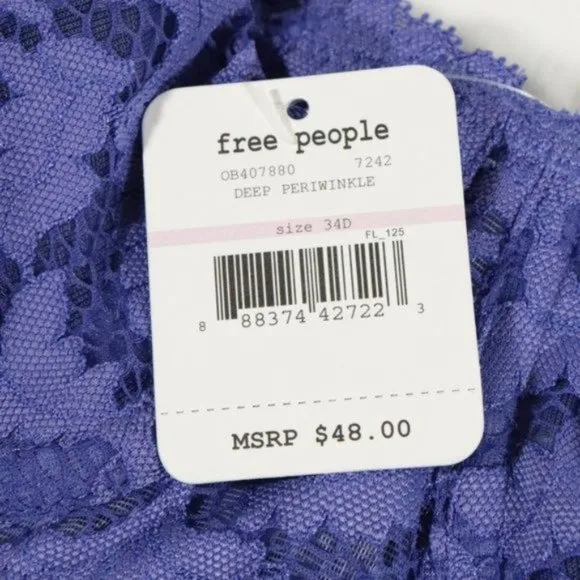 free people
OB407880 7242
DEEP PERIWINKLE
size 34D
FL_125
8 88374 42722 3
MSRP $48.00